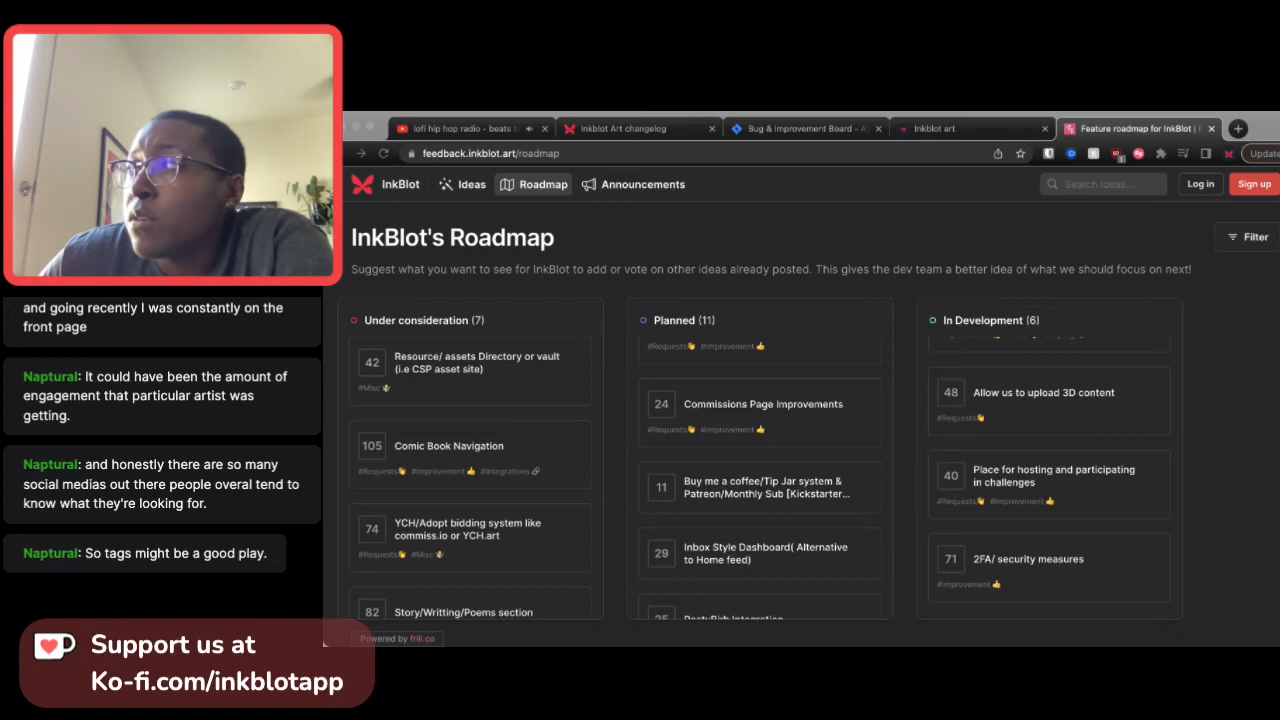 and going recently I was constantly on the
front page
Naptural: It could have been the amount of
engagement that particular artist was
getting.
Naptural: and honestly there are so many
social medias out there people overal tend to
know what they're looking for.
Naptural: So tags might be a good play.
Support us at
Ko-fi.com/inkblotapp
lofi hip hop radio - beats t
Inkblot Art changelog
Bug & Improvement Board - A
Inkblot art
Feature roadmap for InkBlot |
feedback.inkblot.art/roadmap
Update
InkBlot
Ideas
Roadmap
Announcements
Search ideas...
Log in
Sign up
InkBlot's Roadmap
Filter
Suggest what you want to see for InkBlot to add or vote on other ideas already posted. This gives the dev team a better idea of what we should focus on next!
Under consideration (7)
42
Resource/ assets Directory or vault
(i.e CSP asset site)
#Misc
105
Comic Book Navigation
#Requests #Improvement #Integrations
74
YCH/Adopt bidding system like
commiss.io or YCH.art
#Requests #Misc
82
Story/Writting/Poems section
Planned (11)
#Requests #Improvement
24
Commissions Page Improvements
#Requests #Improvement
11
Buy me a coffee/Tip Jar system &
Patreon/Monthly Sub [Kickstarter...
29
Inbox Style Dashboard( Alternative
to Home feed)
In Development (6)
48
Allow us to upload 3D content
#Requests
40
Place for hosting and participating
in challenges
#Requests #Improvement
71
2FA/ security measures
#Improvement
Powered by frill.co